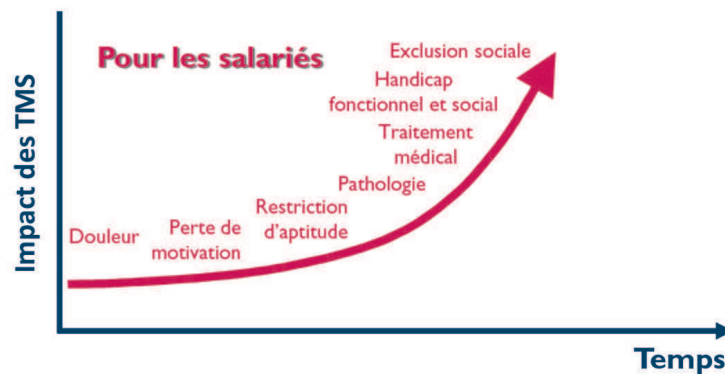 Pour les salariés
Exclusion sociale
Handicap
fonctionnel et social
Traitement
médical
Pathologie
Restriction
d'aptitude
Perte de
motivation
Douleur
Impact des TMS
Temps